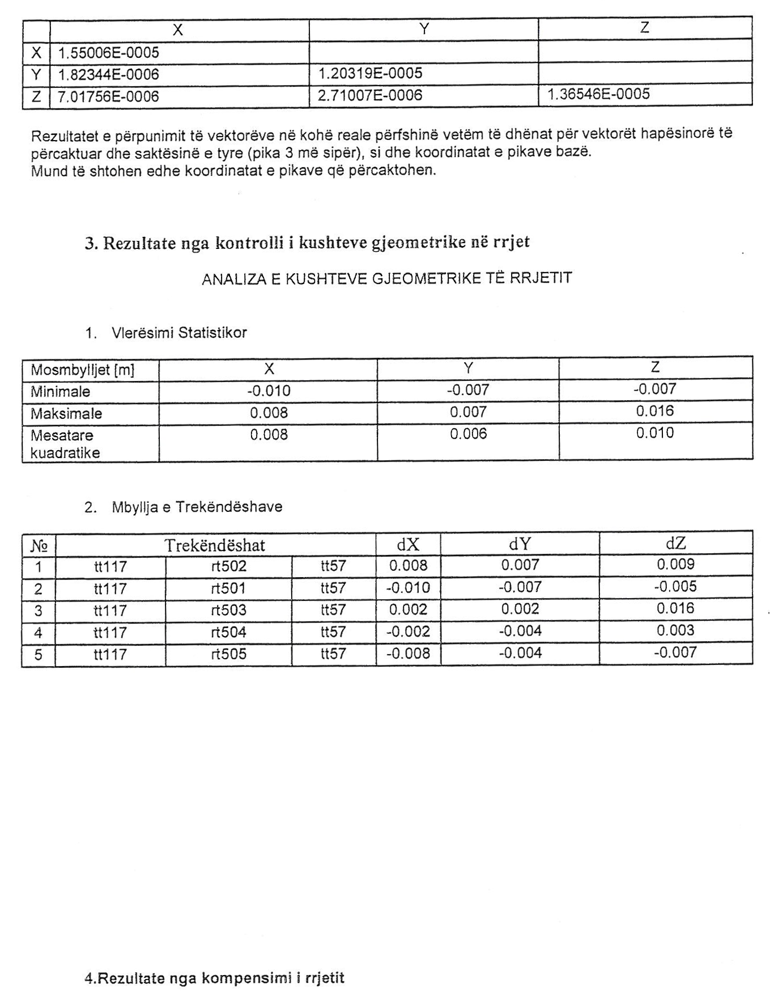 X Y Z
X 1.55006E-0005
Y 1.82344E-0006 1.20319E-0005
Z 7.01756E-0006 2.71007E-0006 1.36546E-0005
Rezultatet e përpunimit të vektorëve në kohë reale përfshinë vetëm të dhënat për vektorët hapësinorë të
përcaktuar dhe saktësinë e tyre (pika 3 më sipër), si dhe koordinatat e pikave bazë.
Mund të shtohen edhe koordinatat e pikave që përcaktohen.
3. Rezultate nga kontrolli i kushteve gjeometrike në rrjet
ANALIZA E KUSHTEVE GJEOMETRIKE TË RRJETIT
1. Vlerësimi Statistikor
Mosmbylljet [m] X Y Z
Minimale -0.010 -0.007 -0.007
Maksimale 0.008 0.007 0.016
Mesatare 0.008 0.006 0.010
kuadratike
2. Mbyllja e Trekëndëshave
№ Trekëndëshat dX dY dZ
1 tt117 rt502 tt57 0.008 0.007 0.009
2 tt117 rt501 tt57 -0.010 -0.007 -0.005
3 tt117 rt503 tt57 0.002 0.002 0.016
4 tt117 rt504 tt57 -0.002 -0.004 0.003
5 tt117 rt505 tt57 -0.008 -0.004 -0.007
4.Rezultate nga kompensimi i rrjetit